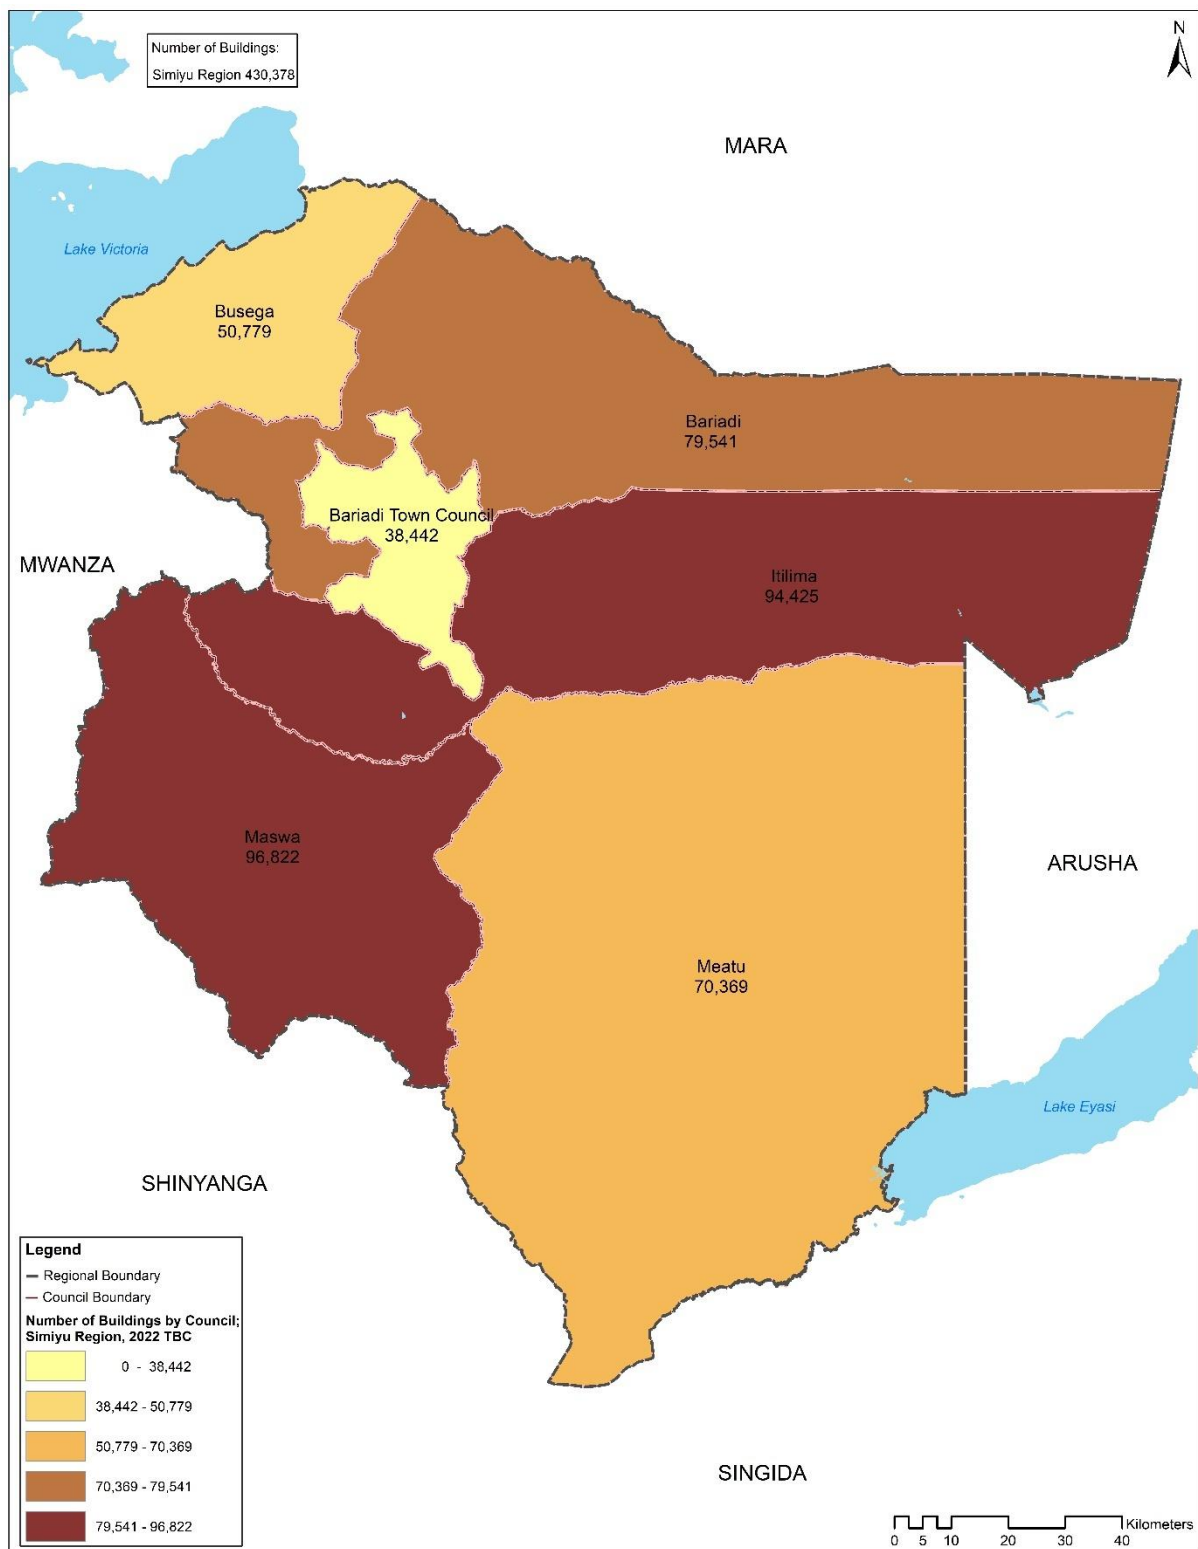 Number of Buildings:
Simiyu Region 430,378
N
MARA
Lake Victoria
Busega
50,779
Bariadi
79,541
Bariadi Town Council
38,442
MWANZA
Itilima
94,425
Maswa
96,822
ARUSHA
Meatu
70,369
Lake Eyasi
SHINYANGA
Legend
Regional Boundary
Council Boundary
Number of Buildings by Council;
Simiyu Region, 2022 TBC
0 - 38,442
38,442 - 50,779
50,779 - 70,369
70,369 - 79,541
79,541 - 96,822
SINGIDA
Kilometers
0 5 10 20 30 40